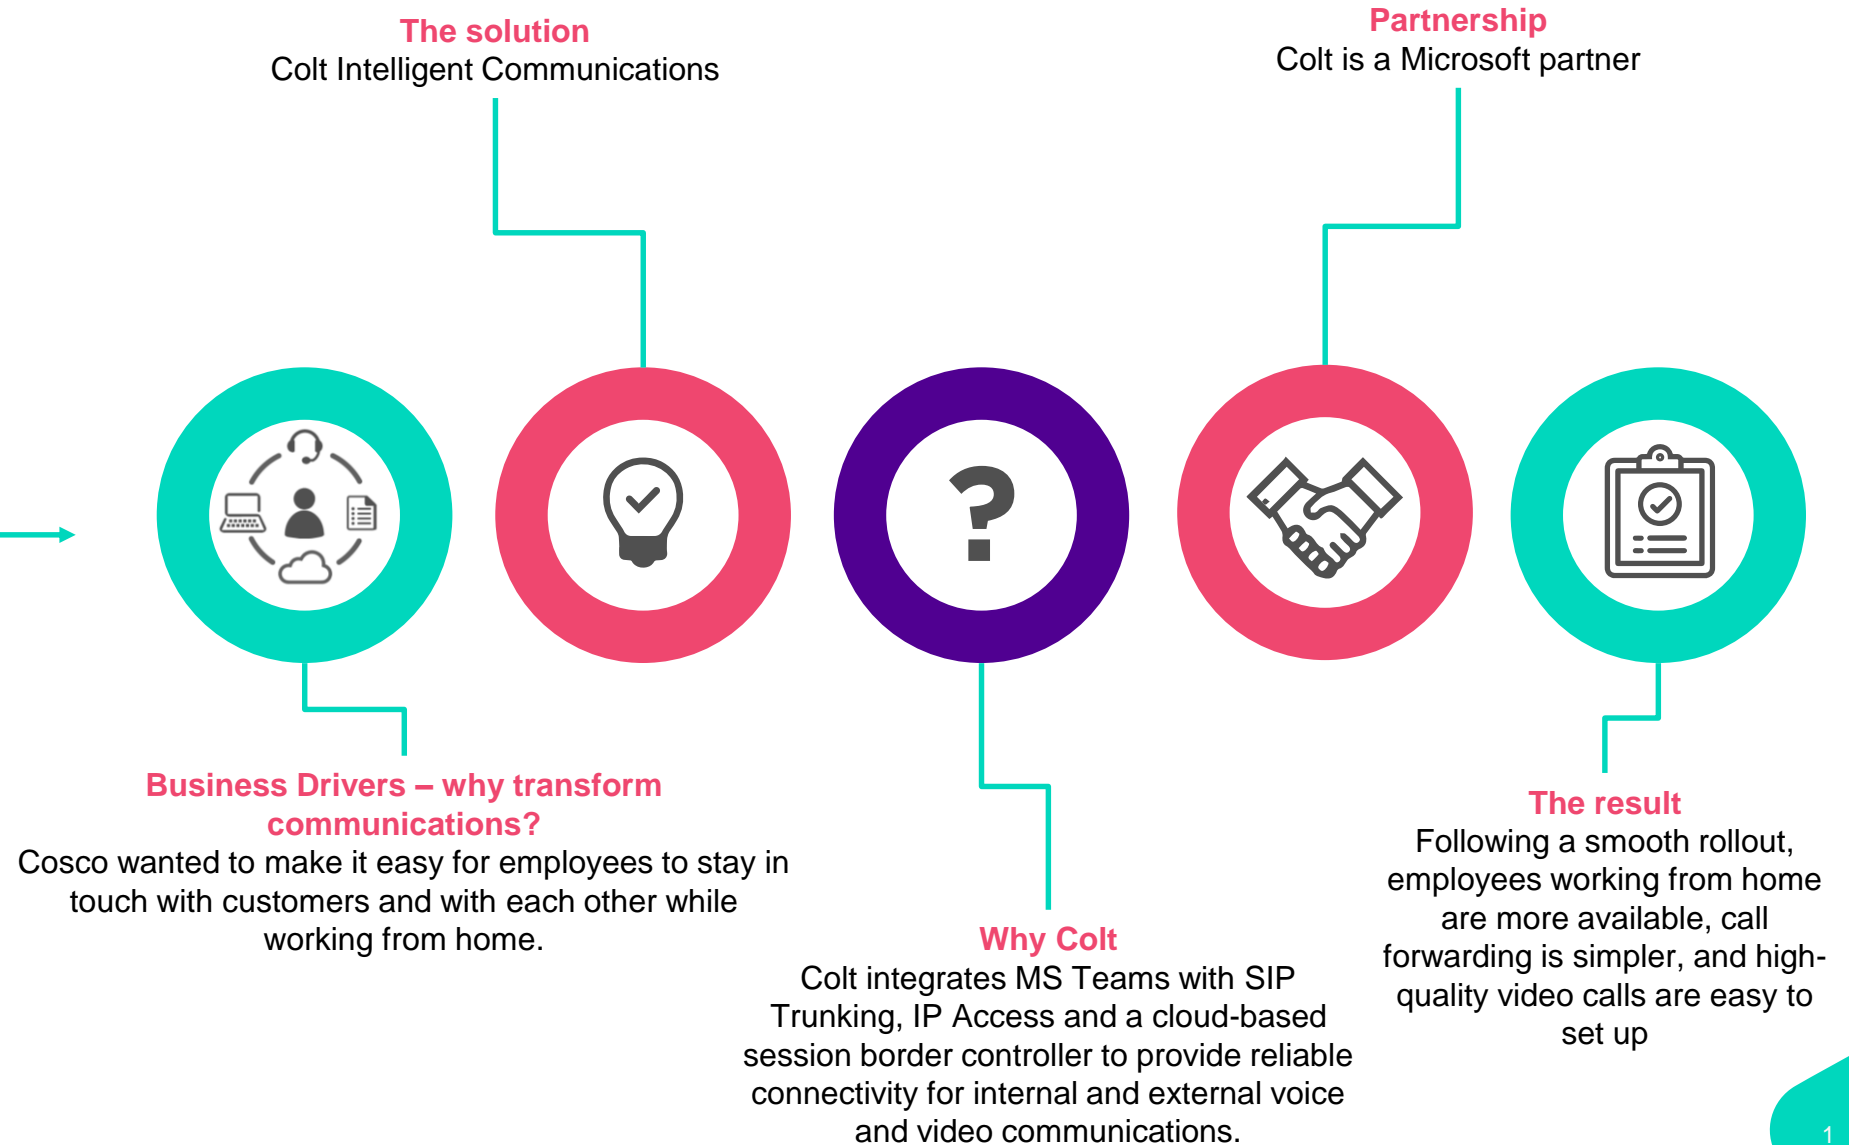 The solution
Colt Intelligent Communications
Partnership
Colt is a Microsoft partner
?
Business Drivers – why transform
communications?
Cosco wanted to make it easy for employees to stay in
touch with customers and with each other while
working from home.
Why Colt
Colt integrates MS Teams with SIP
Trunking, IP Access and a cloud-based
session border controller to provide reliable
connectivity for internal and external voice
and video communications.
The result
Following a smooth rollout,
employees working from home
are more available, call
forwarding is simpler, and high-
quality video calls are easy to
set up
1